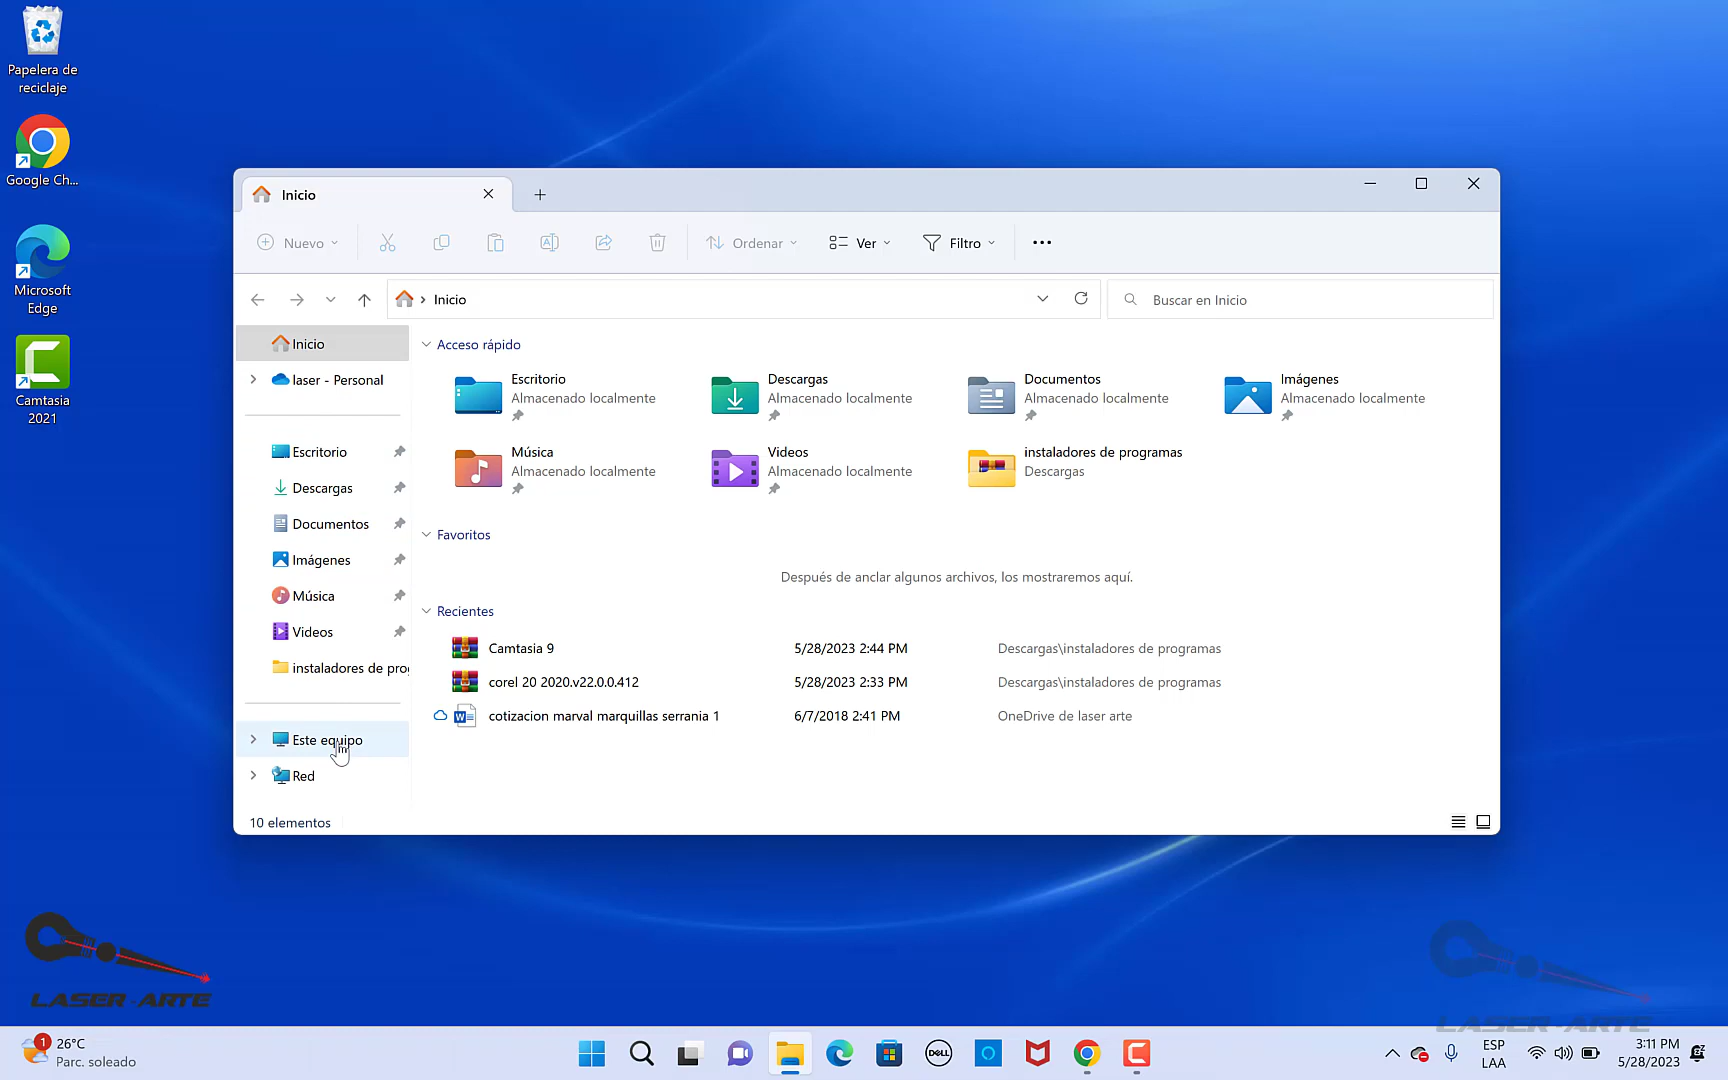 Papelera de
reciclaje
Google Ch...
Microsoft
Edge
Camtasia
2021
Inicio
Nuevo
Ordenar
Ver
Filtro
Inicio
Buscar en Inicio
Inicio
laser - Personal
Escritorio
Descargas
Documentos
Imágenes
Música
Videos
instaladores de pro
Este equipo
Red
Acceso rápido
Escritorio
Almacenado localmente
Descargas
Almacenado localmente
Documentos
Almacenado localmente
Imágenes
Almacenado localmente
Música
Almacenado localmente
Videos
Almacenado localmente
instaladores de programas
Descargas
Favoritos
Después de anclar algunos archivos, los mostraremos aquí.
Recientes
Camtasia 9 5/28/2023 2:44 PM Descargas\instaladores de programas
corel 20 2020.v22.0.0.412 5/28/2023 2:33 PM Descargas\instaladores de programas
cotizacion marval marquillas serrania 1 6/7/2018 2:41 PM OneDrive de laser arte
10 elementos
LASER-ARTE
LASER-ARTE
1
26°C
Parc. soleado
DELL
ESP
LAA
3:11 PM
5/28/2023